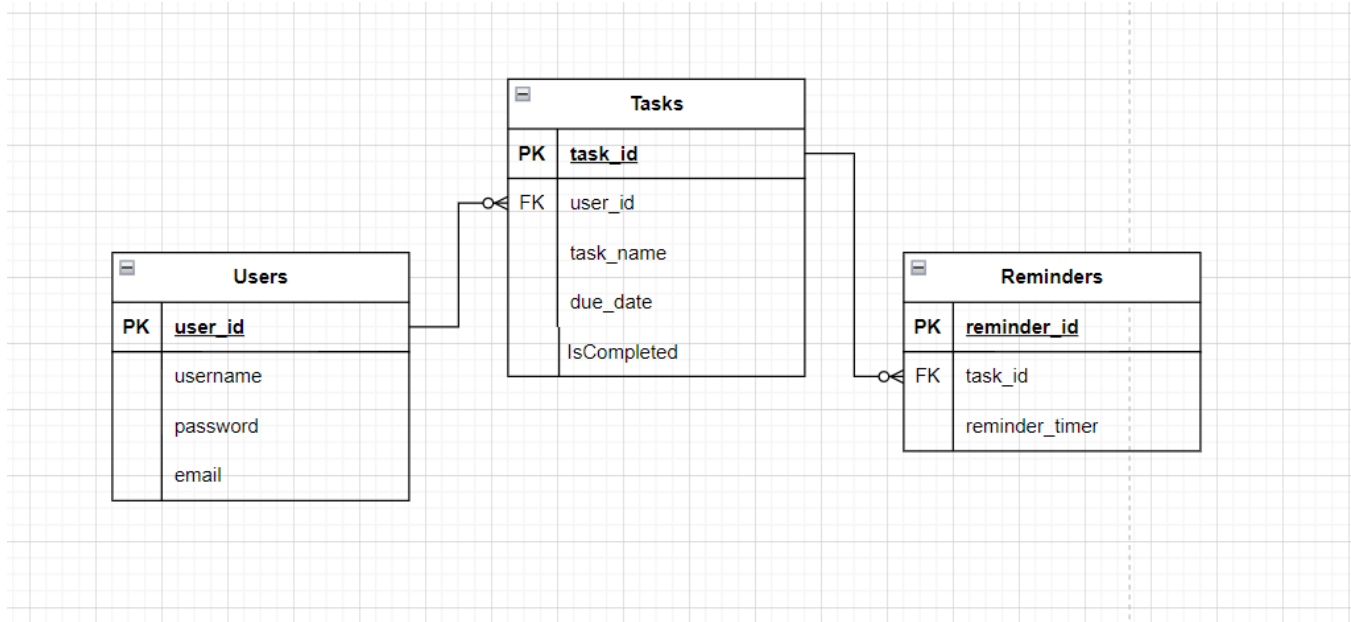 Tasks
PK task_id
FK user_id
task_name
due_date
IsCompleted
Users
PK user_id
username
password
email
Reminders
PK reminder_id
FK task_id
reminder_timer